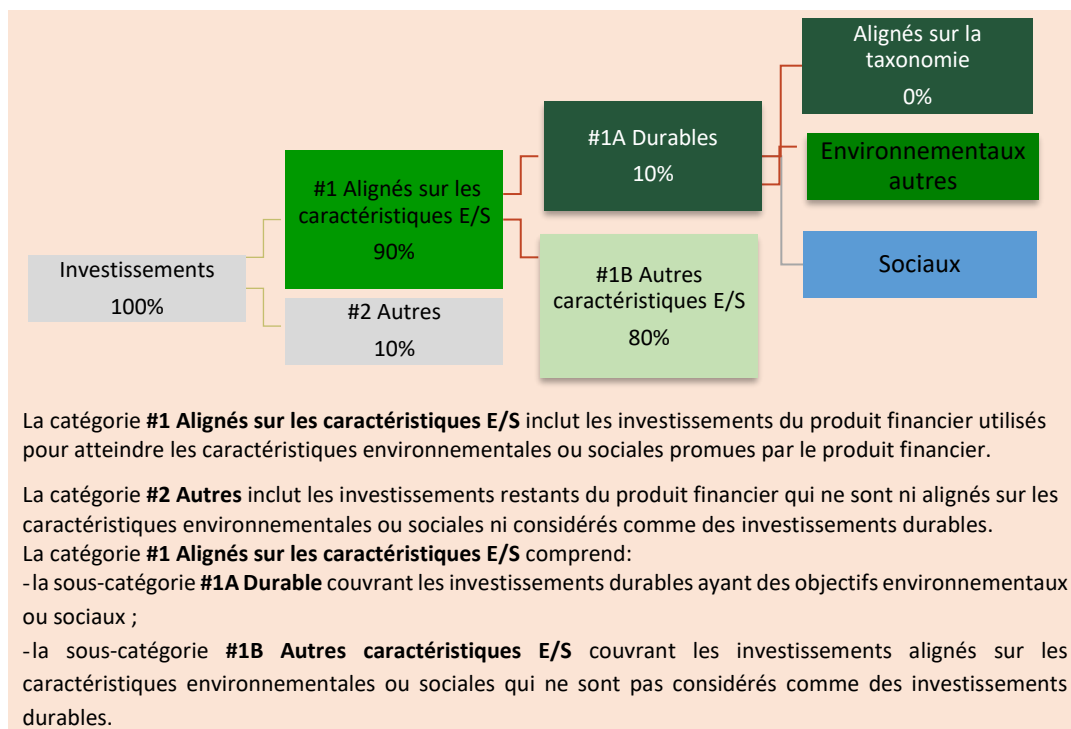 Investissements
100%
#1 Alignés sur les
caractéristiques E/S
90%
#2 Autres
10%
#1A Durables
10%
#1B Autres
caractéristiques E/S
80%
Alignés sur la
taxonomie
0%
Environnementaux
autres
Sociaux
La catégorie #1 Alignés sur les caractéristiques E/S inclut les investissements du produit financier utilisés
pour atteindre les caractéristiques environnementales ou sociales promues par le produit financier.
La catégorie #2 Autres inclut les investissements restants du produit financier qui ne sont ni alignés sur les
caractéristiques environnementales ou sociales ni considérés comme des investissements durables.
La catégorie #1 Alignés sur les caractéristiques E/S comprend:
-la sous-catégorie #1A Durable couvrant les investissements durables ayant des objectifs environnementaux
ou sociaux ;
-la sous-catégorie #1B Autres caractéristiques E/S couvrant les investissements alignés sur les
caractéristiques environnementales ou sociales qui ne sont pas considérés comme des investissements
durables.